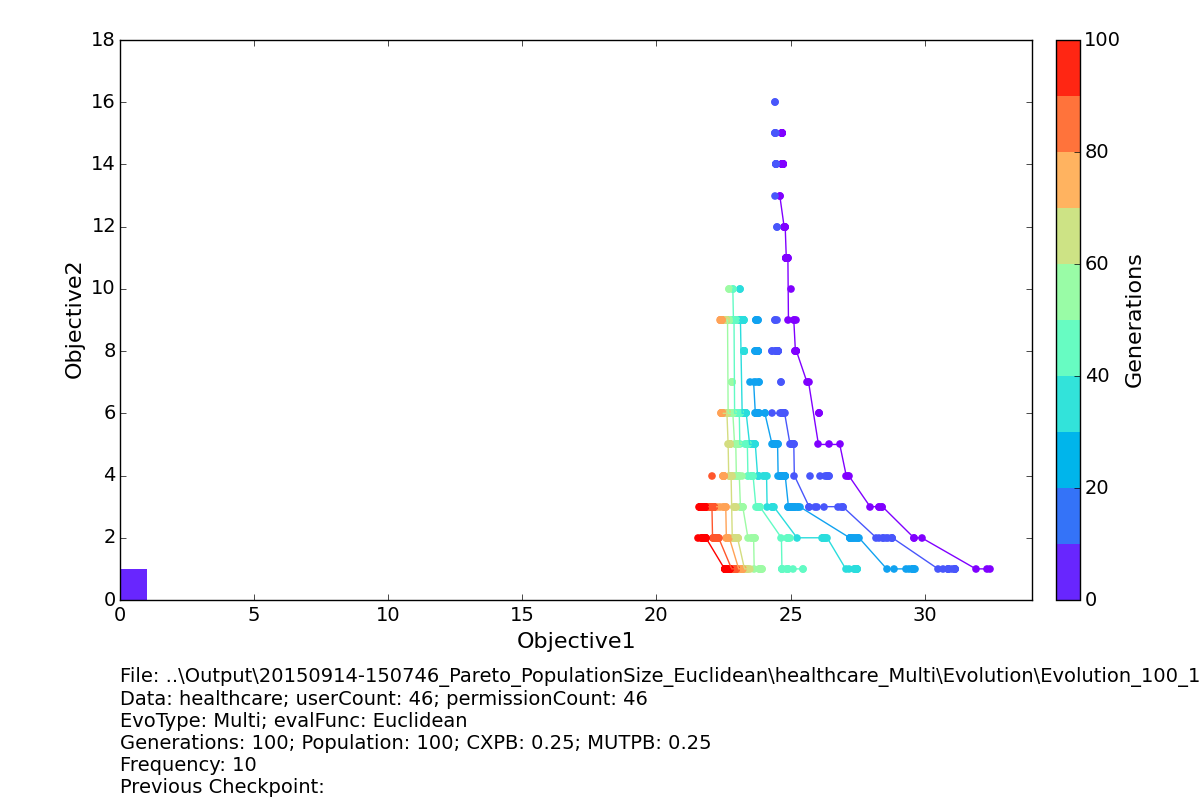 18
16
14
12
10
8
6
4
2
0
Objective2
0 5 10 15 20 25 30
Objective1
100
80
60
40
20
0
Generations
File: ..\Output\20150914-150746_Pareto_PopulationSize_Euclidean\healthcare_Multi\Evolution\Evolution_100_1
Data: healthcare; userCount: 46; permissionCount: 46
EvoType: Multi; evalFunc: Euclidean
Generations: 100; Population: 100; CXPB: 0.25; MUTPB: 0.25
Frequency: 10
Previous Checkpoint: